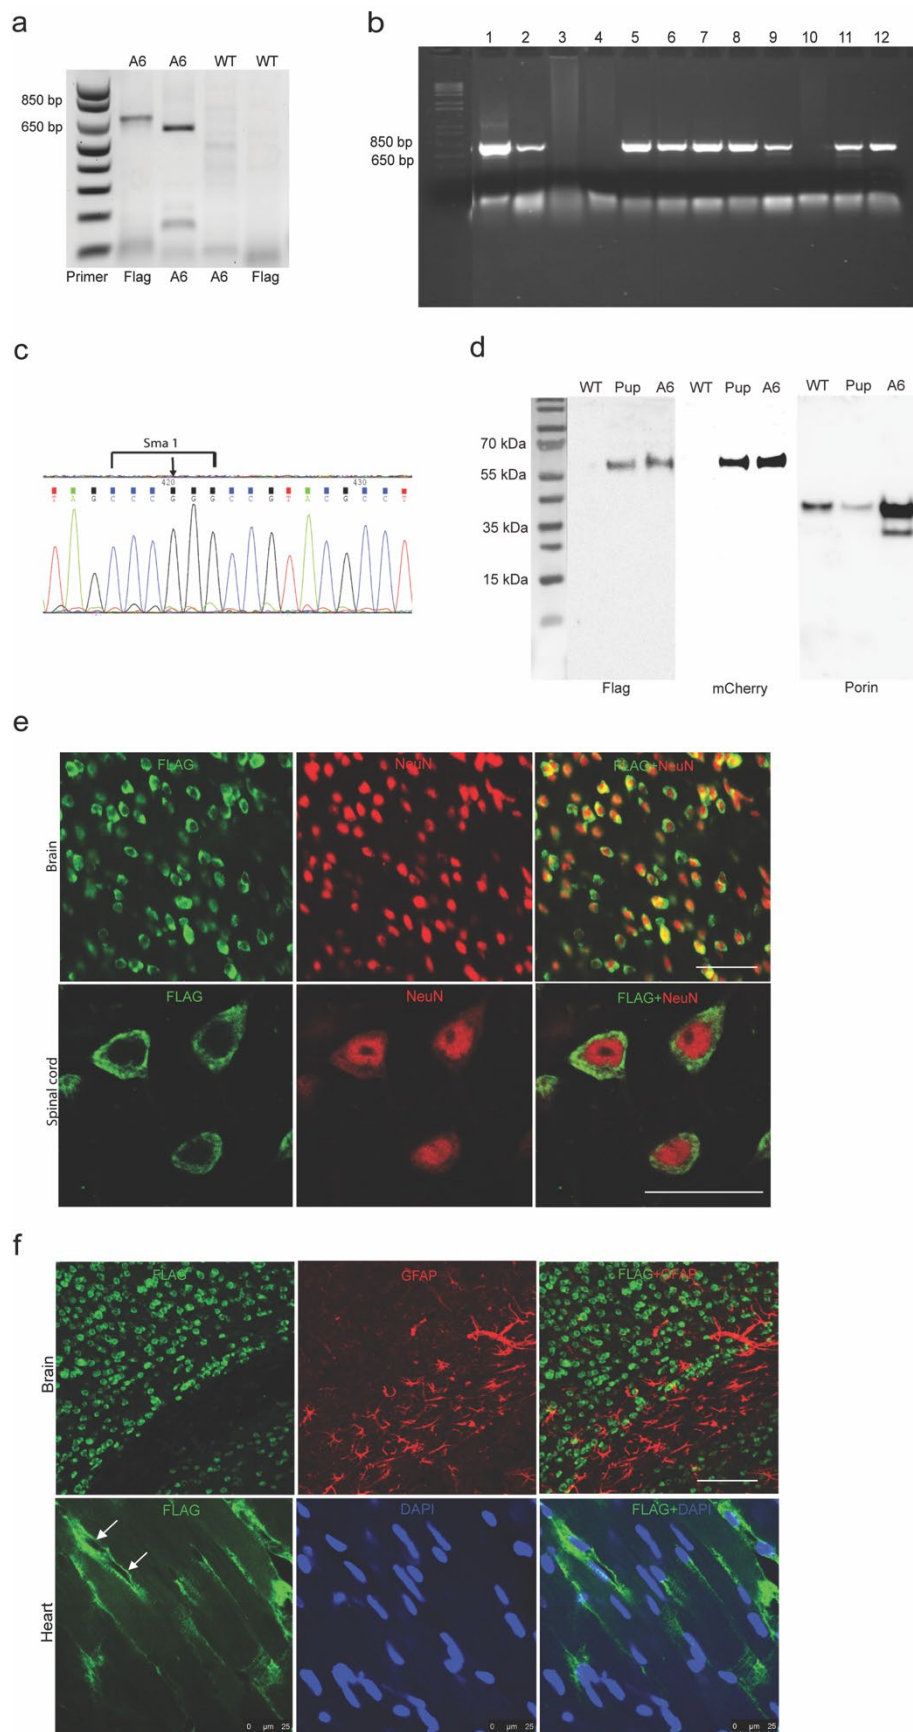 a
A6 A6 WT WT
850 bp
650 bp
Primer Flag A6 A6 Flag
b
1 2 3 4 5 6 7 8 9 10 11 12
850 bp
650 bp
c
Sma 1
420 430
T A G C C C G G G C C G T A C G C C T
d
WT Pup A6 WT Pup A6 WT Pup A6
70 kDa
55 kDa
35 kDa
15 kDa
Flag mCherry Porin
e
Brain
FLAG NeuN FLAG+NeuN
Spinal cord
FLAG NeuN FLAG+NeuN
f
Brain
FLAG GFAP FLAG+GFAP
Heart
FLAG DAPI FLAG+DAPI
0 µm 25 0 µm 25 0 µm 25